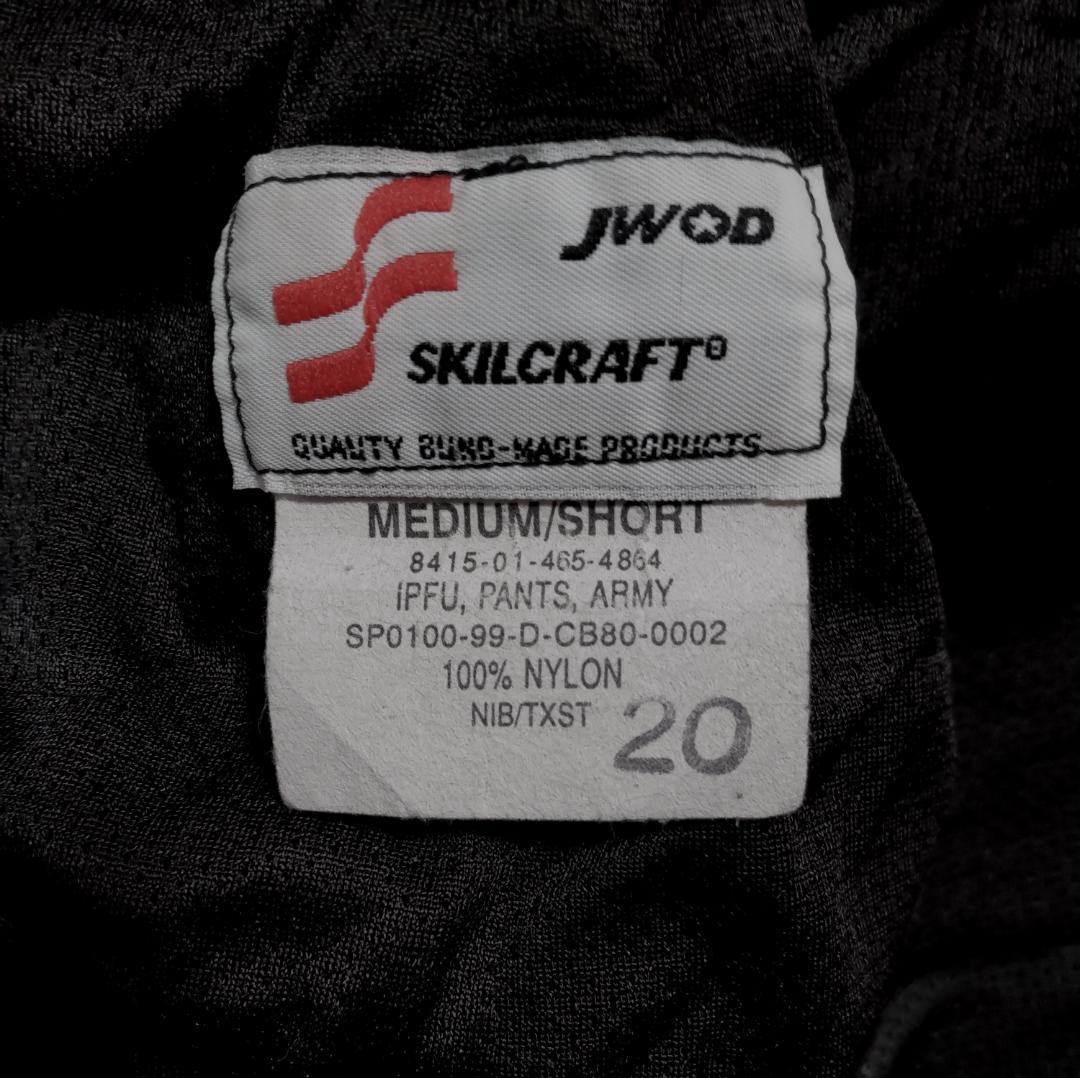 JWOD
SKILCRAFT®
QUALITY BLIND-MADE PRODUCTS
MEDIUM/SHORT
8415-01-465-4864
IPFU, PANTS, ARMY
SP0100-99-D-CB80-0002
100% NYLON
NIB/TXST 20